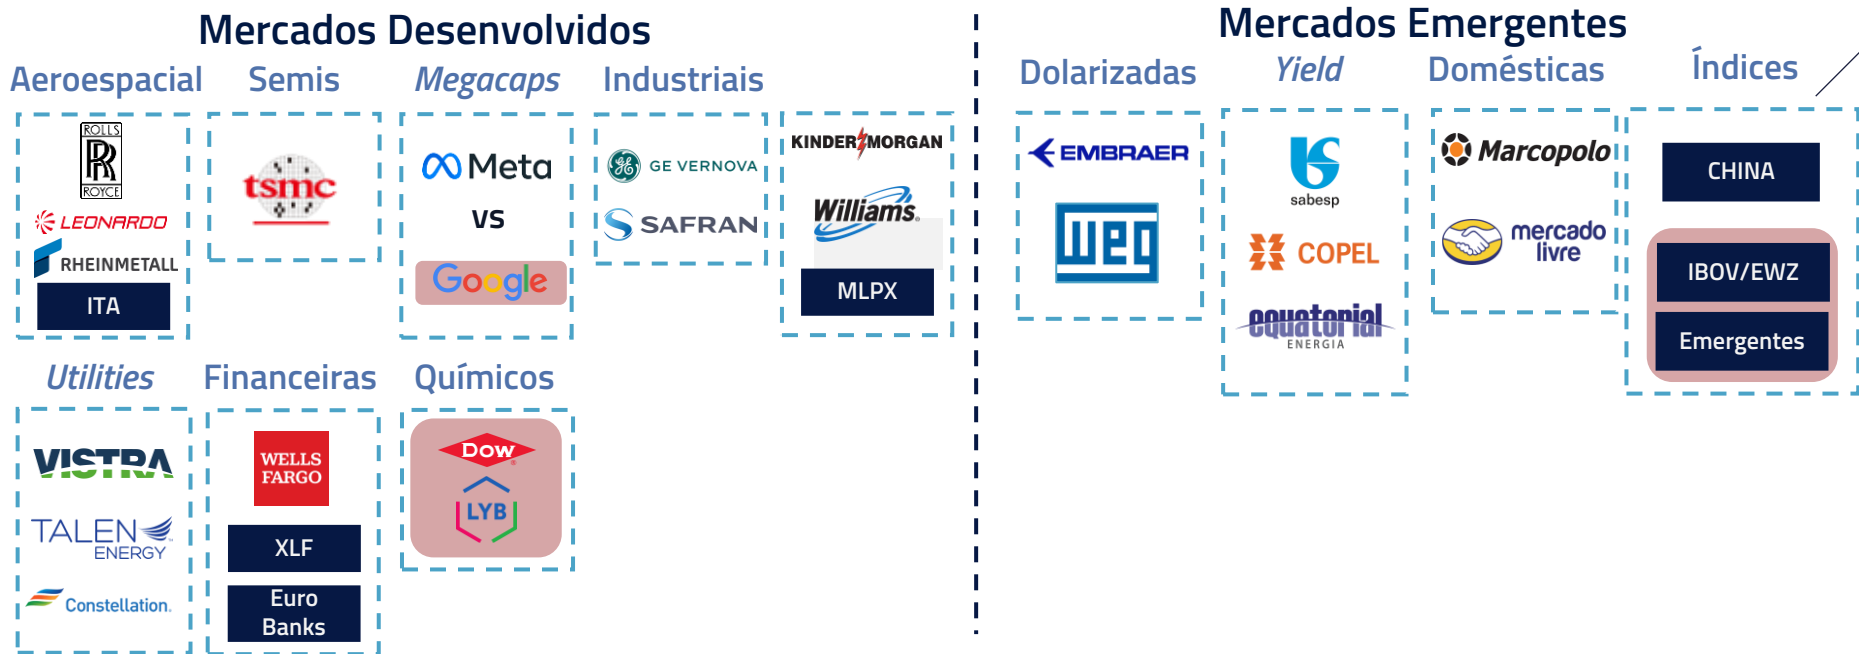 Mercados Desenvolvidos
Aeroespacial
Semis
Megacaps
Industriais
ROLLS
RR
ROYCE
LEONARDO
RHEINMETALL
ITA
tsmc
Meta
VS
Google
GE VERNOVA
SAFRAN
KINDER MORGAN
Williams.
MLPX
Utilities
Financeiras
Químicos
VISTRA
TALEN
ENERGY
Constellation.
WELLS
FARGO
XLF
Euro
Banks
Dow
LYB
Mercados Emergentes
Dolarizadas
Yield
Domésticas
Índices
EMBRAER
WEG
sabesp
COPEL
equatorial
ENERGIA
Marcopolo
mercado
livre
CHINA
IBOV/EWZ
Emergentes